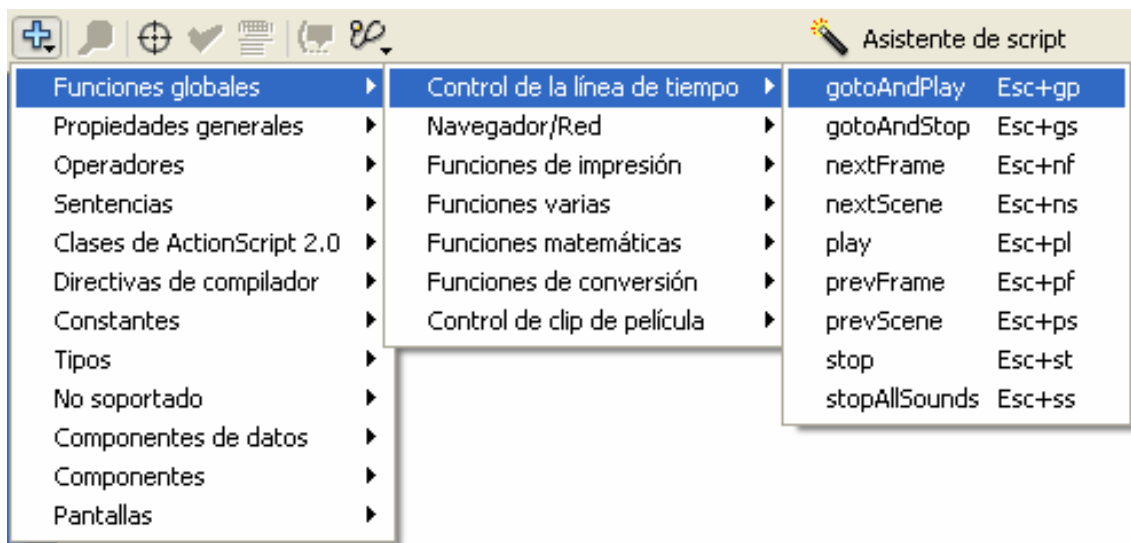 Asistente de script
Funciones globales
Propiedades generales
Operadores
Sentencias
Clases de ActionScript 2.0
Directivas de compilador
Constantes
Tipos
No soportado
Componentes de datos
Componentes
Pantallas
Control de la línea de tiempo
Navegador/Red
Funciones de impresión
Funciones varias
Funciones matemáticas
Funciones de conversión
Control de clip de película
gotoAndPlay Esc+gp
gotoAndStop Esc+gs
nextFrame Esc+nf
nextScene Esc+ns
play Esc+pl
prevFrame Esc+pf
prevScene Esc+ps
stop Esc+st
stopAllSounds Esc+ss